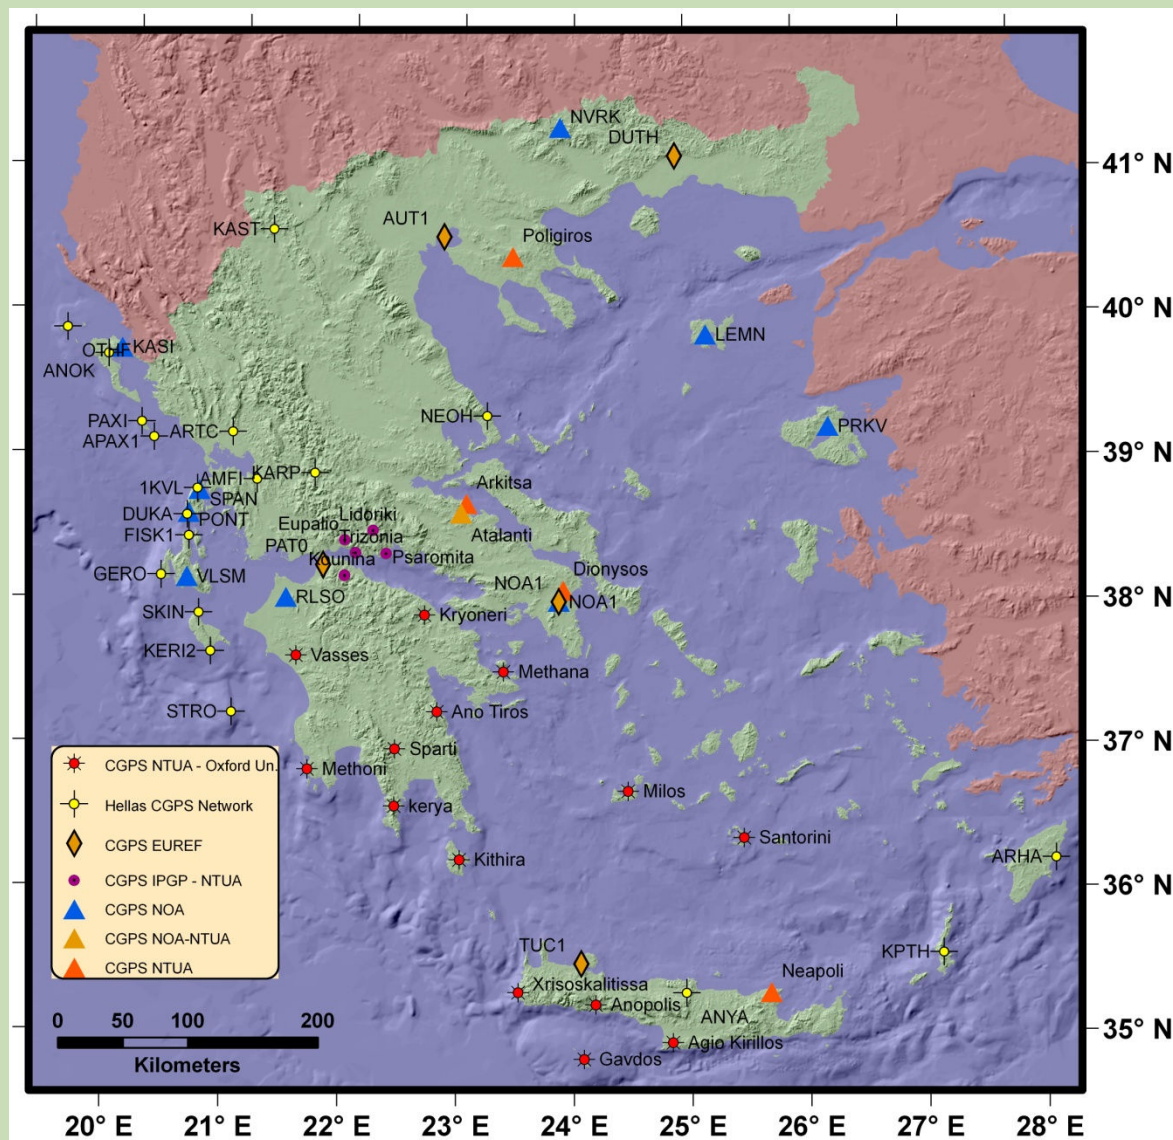 NVRK
DUTH
41° N
AUT1
KAST
Poligiros
40° N
LEMN
OTHE
KASI
ANOK
NEOH
PAXI
APAX1
ARTC
PRKV
39° N
KARP
AMFI
1KVL
SPAN
Arkitsa
DUKA
PONT
Lidoriki
Eupalio
Trizonia
FISK1
Atalanti
PAT0
Kounina
Psaromita
GERO
VLSM
NOA1
Dionysos
RLSO
NOA1
38° N
SKIN
Kryoneri
KERI2
Vasses
Methana
STRO
Ano Tiros
37° N
Sparti
Methoni
kerya
Milos
Santorini
Kithira
ARHA
36° N
CGPS NTUA - Oxford Un.
Hellas CGPS Network
CGPS EUREF
CGPS IPGP - NTUA
CGPS NOA
CGPS NOA-NTUA
CGPS NTUA
TUC1
KPTH
Neapoli
Xrisoskalitissa
Anopolis
ANYA
35° N
Agio Kirillos
Gavdos
0 50 100 200
Kilometers
20° E 21° E 22° E 23° E 24° E 25° E 26° E 27° E 28° E